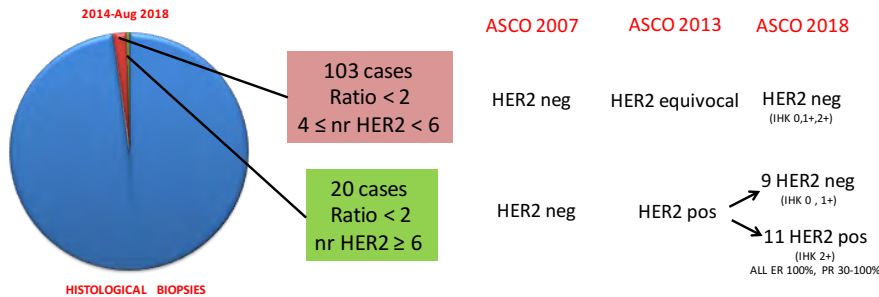 2014-Aug 2018
103 cases
Ratio < 2
4 ≤ nr HER2 < 6
20 cases
Ratio < 2
nr HER2 ≥ 6
HISTOLOGICAL BIOPSIES
ASCO 2007
ASCO 2013
ASCO 2018
HER2 neg
HER2 equivocal
HER2 neg
(IHK 0,1+,2+)
HER2 neg
HER2 pos
9 HER2 neg
(IHK 0 , 1+)
11 HER2 pos
(IHK 2+)
ALL ER 100%, PR 30-100%